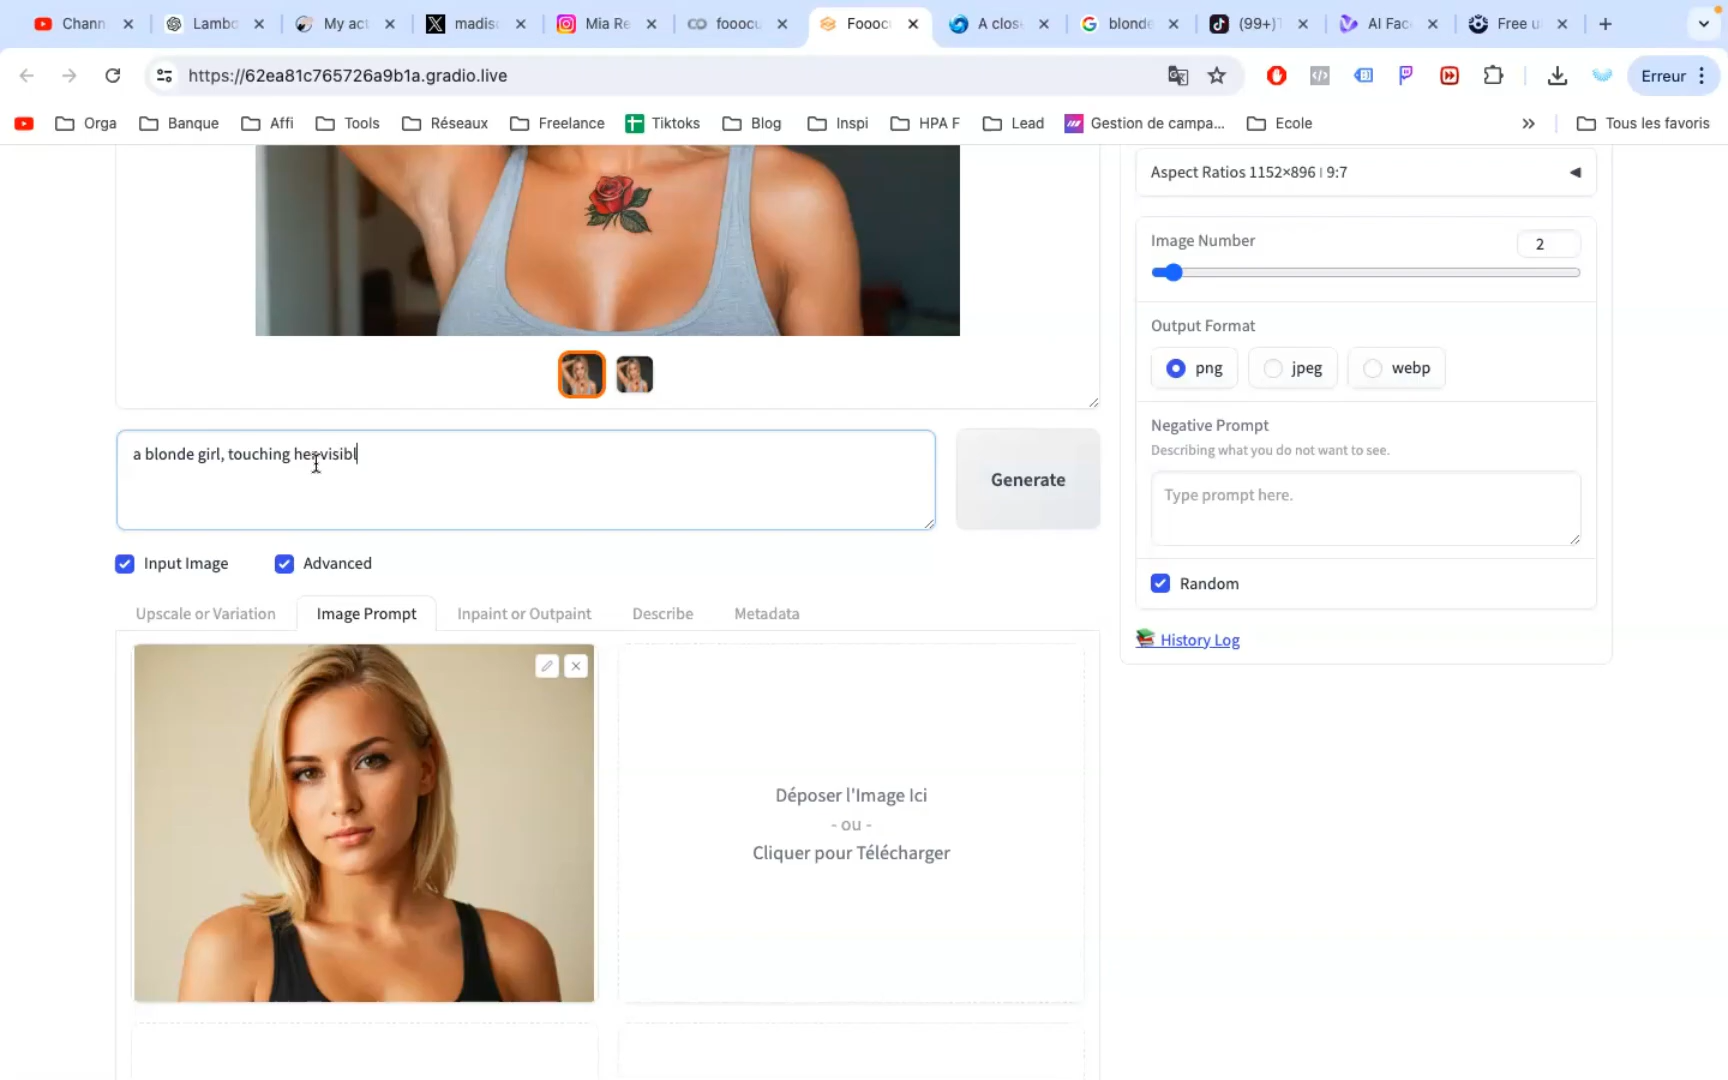 Chann
Lambo
My act
madis
Mia Re
fooocu
Foooc
A clos
blonde
(99+) T
AI Fac
Free u
https://62ea81c765726a9b1a.gradio.live
Erreur
Orga
Banque
Affi
Tools
Réseaux
Freelance
Tiktoks
Blog
Inspi
HPA F
Lead
Gestion de campa...
Ecole
Tous les favoris
Aspect Ratios 1152×896 | 9:7
Image Number
2
Output Format
png
jpeg
webp
Negative Prompt
Describing what you do not want to see.
Type prompt here.
Random
History Log
a blonde girl, touching her visibl
Generate
Input Image
Advanced
Upscale or Variation
Image Prompt
Inpaint or Outpaint
Describe
Metadata
Déposer l'Image Ici
- ou -
Cliquer pour Télécharger